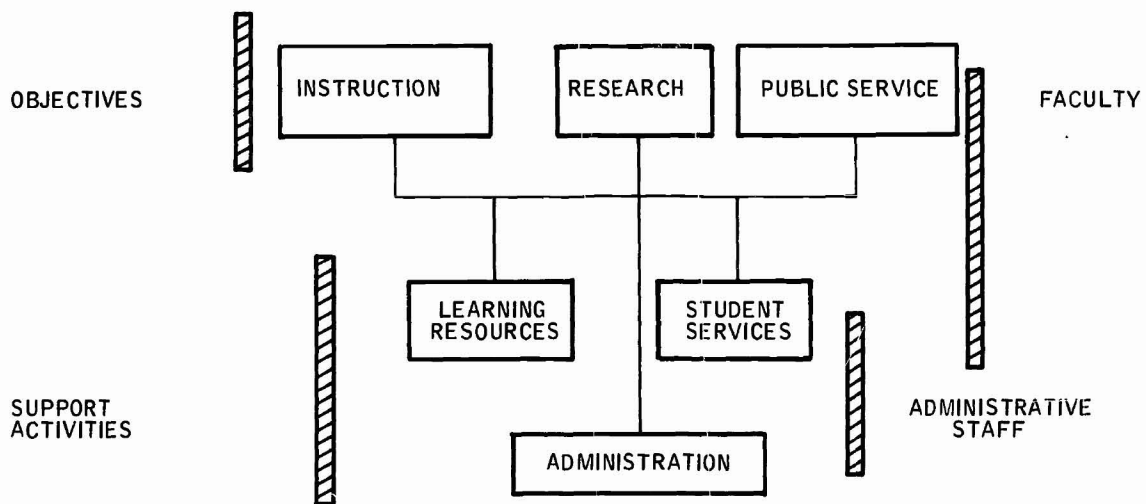 INSTRUCTION
RESEARCH
PUBLIC SERVICE
OBJECTIVES
FACULTY
LEARNING
RESOURCES
STUDENT
SERVICES
SUPPORT
ACTIVITIES
ADMINISTRATIVE
STAFF
ADMINISTRATION